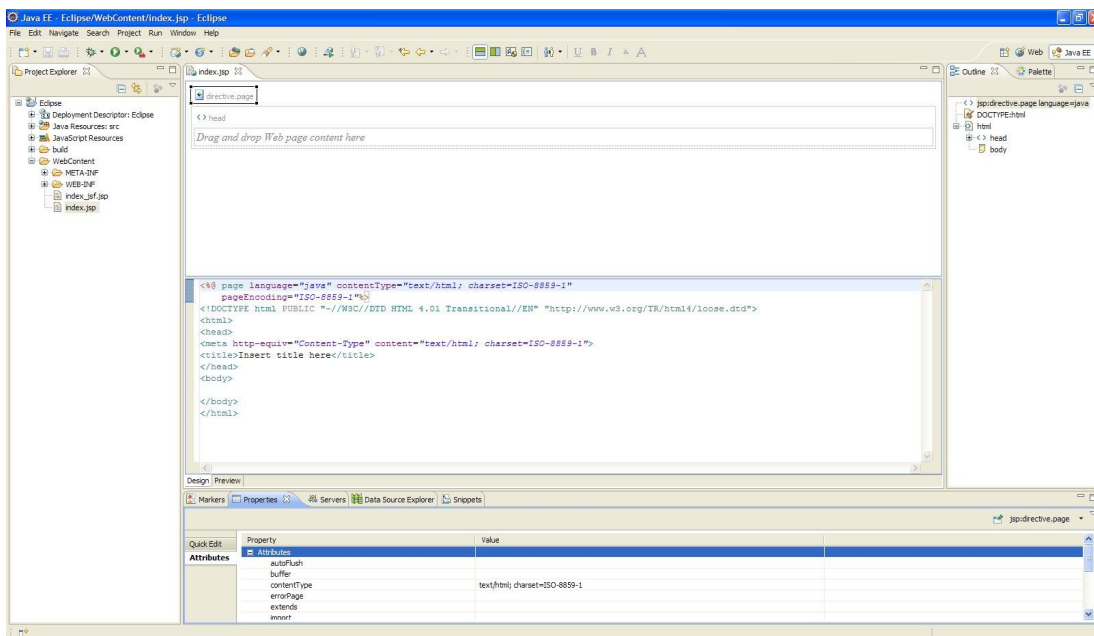 Java EE - Eclipse/WebContent/index.jsp - Eclipse
File Edit Navigate Search Project Run Window Help
U B I A A
Web Java EE
Project Explorer
index.jsp
Outline Palette
Eclipse
Deployment Descriptor: Eclipse
Java Resources: src
JavaScript Resources
build
WebContent
META-INF
WEB-INF
index_jsf.jsp
index.jsp
directive.page
<> head
Drag and drop Web page content here
<%@ page language="java" contentType="text/html; charset=ISO-8859-1"
pageEncoding="ISO-8859-1"%>
<!DOCTYPE html PUBLIC "-//W3C//DTD HTML 4.01 Transitional//EN" "http://www.w3.org/TR/html4/loose.dtd">
<html>
<head>
<meta http-equiv="Content-Type" content="text/html; charset=ISO-8859-1">
<title>Insert title here</title>
</head>
<body>
</body>
</html>
Design Preview
jsp:directive.page language=java
DOCTYPE:html
html
<> head
body
Markers Properties Servers Data Source Explorer Snippets
jsp:directive.page
Quick Edit
Attributes
Property Value
Attributes
autoFlush
buffer
contentType text/html; charset=ISO-8859-1
errorPage
extends
import